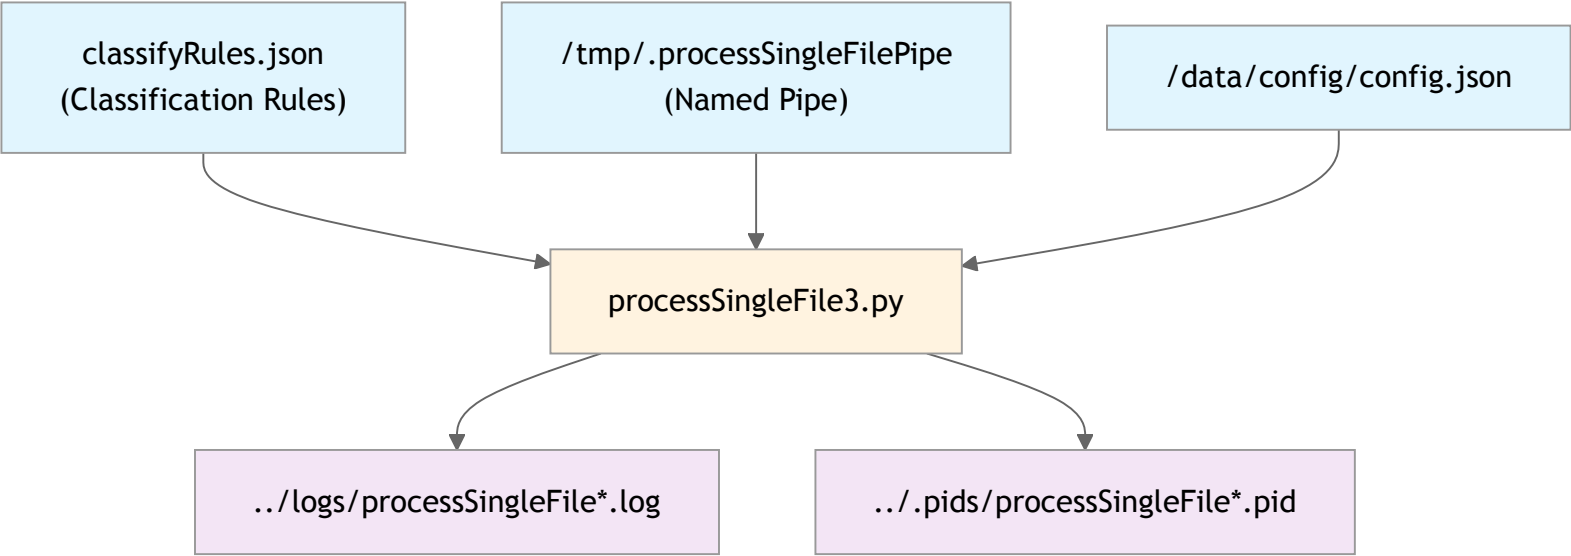 classifyRules.json
(Classification Rules)
/tmp/.processSingleFilePipe
(Named Pipe)
/data/config/config.json
processSingleFile3.py
../logs/processSingleFile*.log
../.pids/processSingleFile*.pid